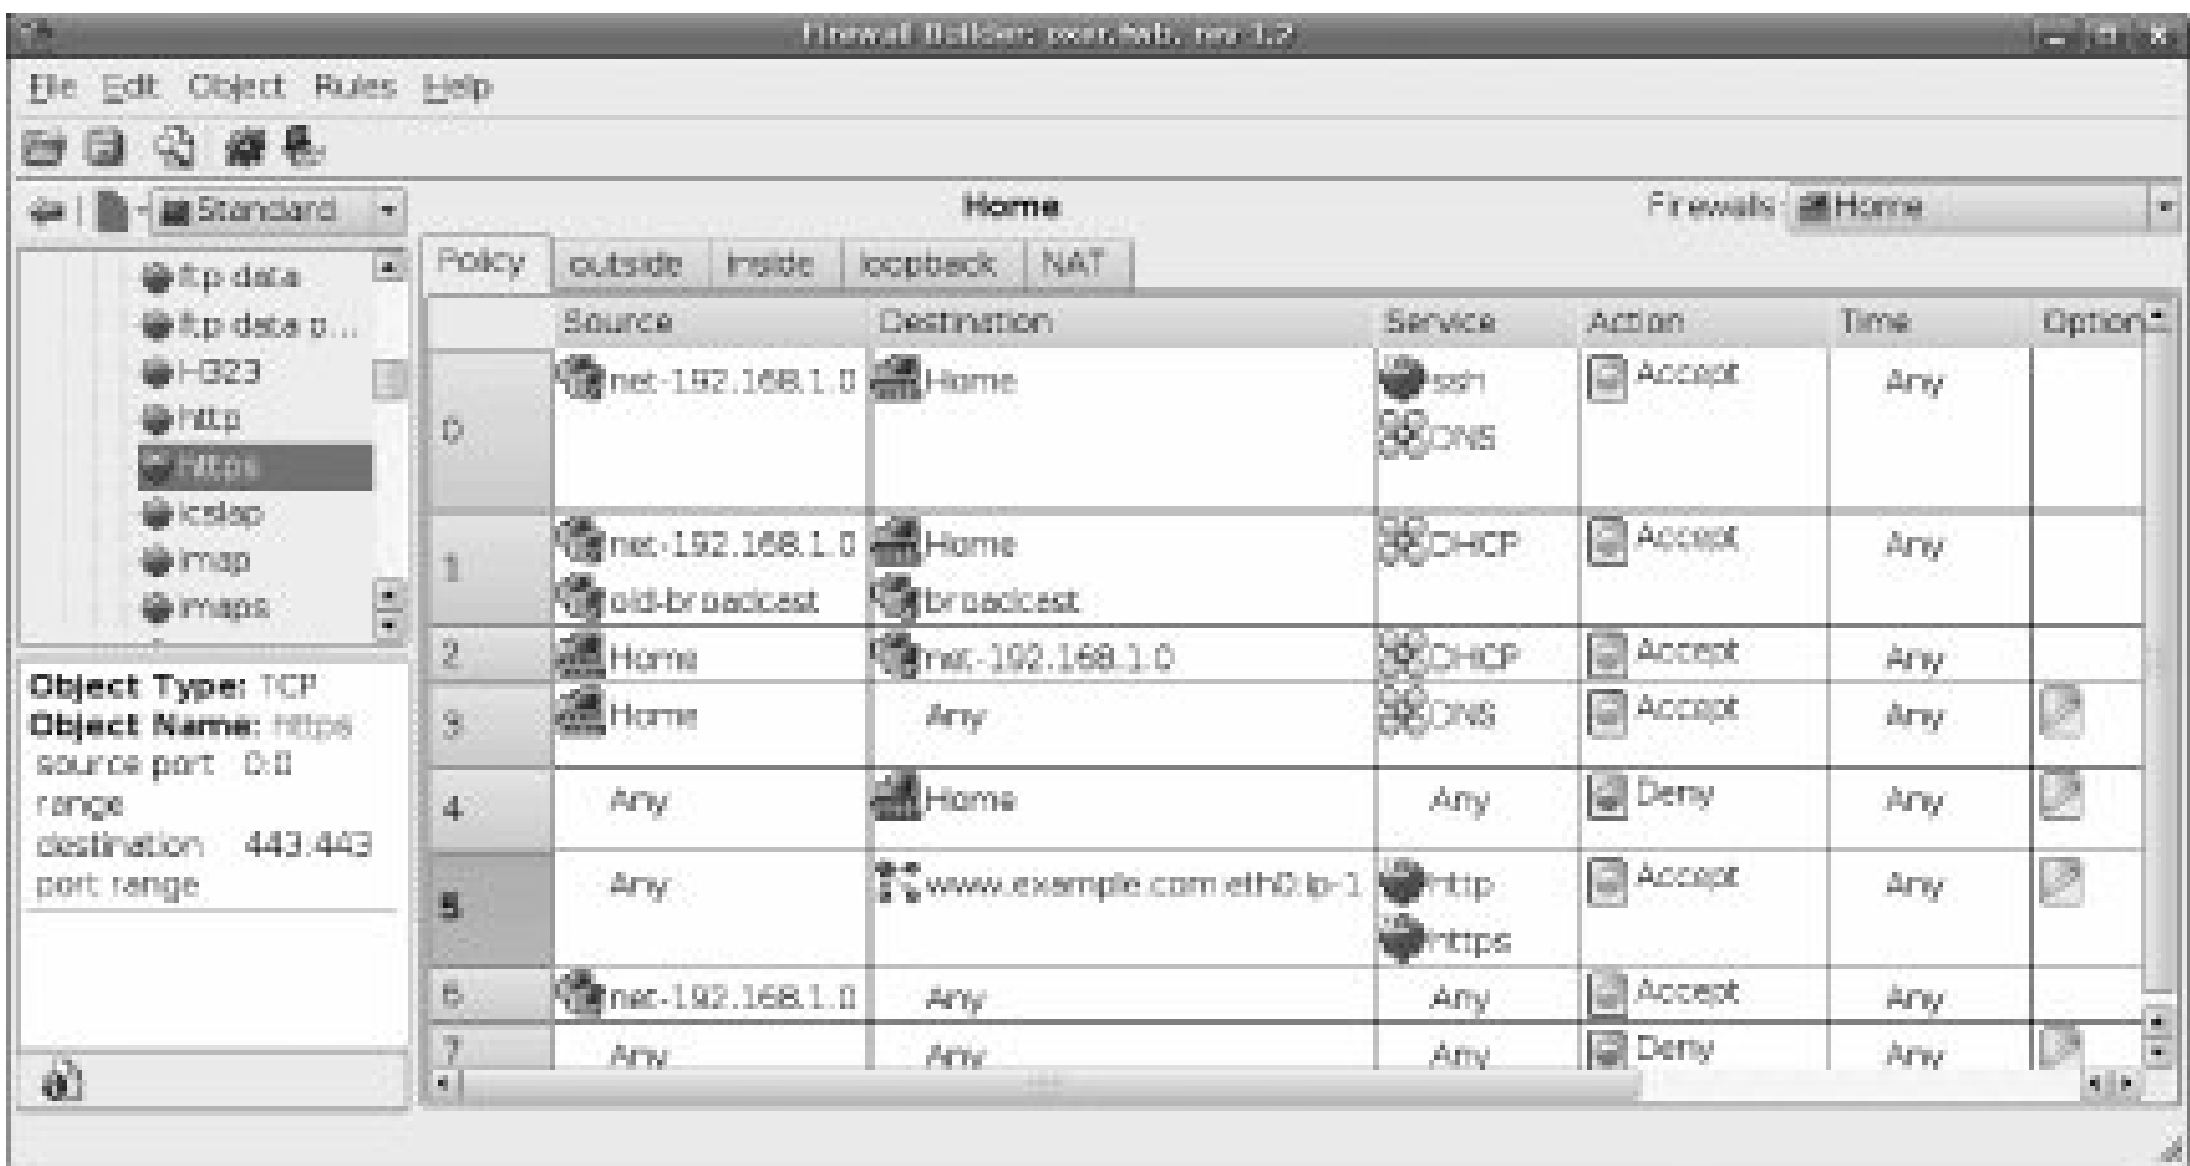 Firewall Builder: rev 1.2
File Edit Object Rules Help
Standard Home Firewalls: Home
Policy outside inside loopback NAT
ftp data
ftp data p...
H323
http
https
icslap
imap
imaps
Object Type: TCP
Object Name: https
source port range 0:0
destination port range 443:443
Source Destination Service Action Time Option
0 net-192.168.1.0 Home ssh Accept Any
DNS
1 net-192.168.1.0 Home DHCP Accept Any
old-broadcast broadcast
2 Home net-192.168.1.0 DHCP Accept Any
3 Home Any DNS Accept Any
4 Any Home Any Deny Any
5 Any www.example.com:eth0:ip-1 http Accept Any
https
6 net-192.168.1.0 Any Any Accept Any
7 Any Any Any Deny Any